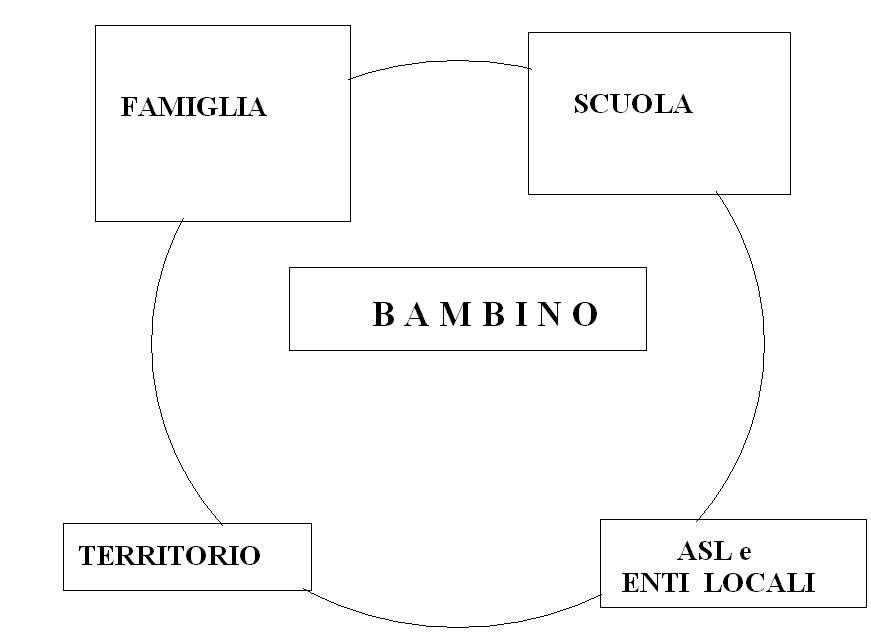 FAMIGLIA
SCUOLA
B A M B I N O
TERRITORIO
ASL e
ENTI LOCALI